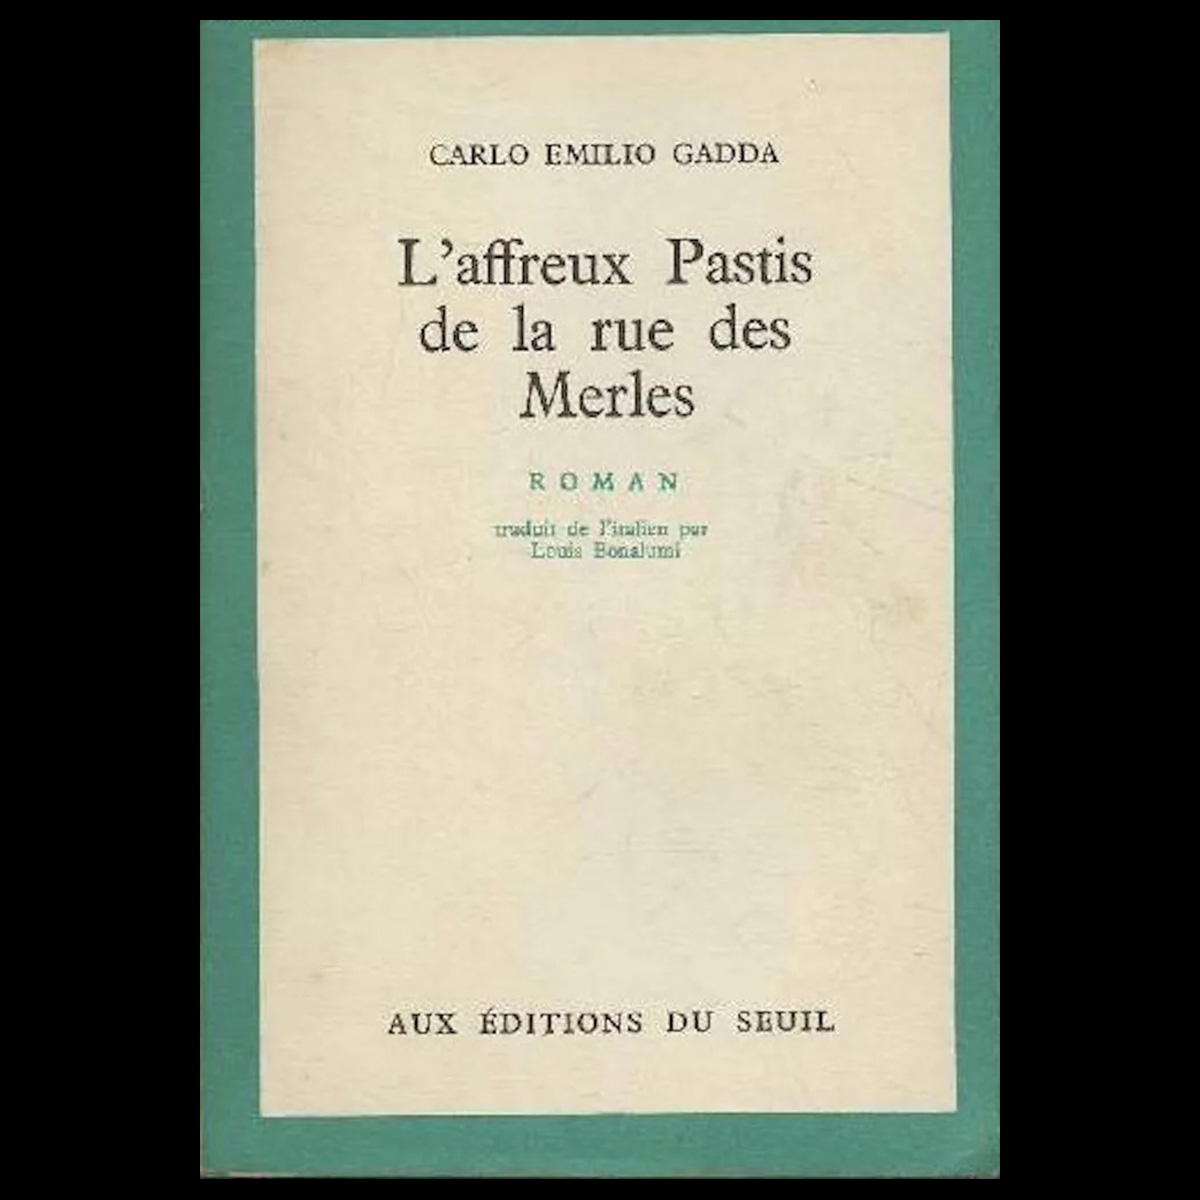 CARLO EMILIO GADDA
L'affreux Pastis
de la rue des
Merles
ROMAN
traduit de l'italien par
Louis Bonalumi
AUX ÉDITIONS DU SEUIL